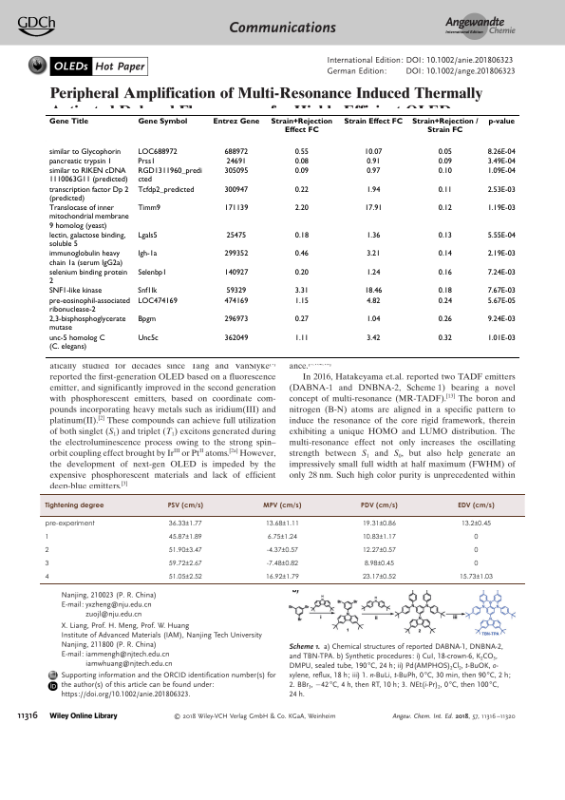 GDCh
Communications
Angewandte
International Edition
Chemie
OLEDs Hot Paper
International Edition: DOI: 10.1002/anie.201806323
German Edition: DOI: 10.1002/ange.201806323
Peripheral Amplification of Multi-Resonance Induced Thermally
Gene Title Gene Symbol Entrez Gene Strain+Rejection Effect FC Strain Effect FC Strain+Rejection / Strain FC p-value
similar to Glycophorin LOC688972 688972 0.55 10.07 0.05 8.26E-04
pancreatic trypsin 1 Prss1 24691 0.08 0.91 0.09 3.49E-04
similar to RIKEN cDNA 1110063G11 (predicted) RGD1311960_predicted 305095 0.09 0.97 0.10 1.09E-04
transcription factor Dp 2 (predicted) Tcfdp2_predicted 300947 0.22 1.94 0.11 2.53E-03
Translocase of inner mitochondrial membrane 9 homolog (yeast) Timm9 171139 2.20 17.91 0.12 1.19E-03
lectin, galactose binding, soluble 5 Lgals5 25475 0.18 1.36 0.13 5.55E-04
immunoglobulin heavy chain 1a (serum IgG2a) Igh-1a 299352 0.46 3.21 0.14 2.19E-03
selenium binding protein 2 Selenbp1 140927 0.20 1.24 0.16 7.24E-03
SNF1-like kinase Snf1lk 59329 3.31 18.46 0.18 7.67E-03
pre-eosinophil-associated ribonuclease-2 LOC474169 474169 1.15 4.82 0.24 5.67E-05
2,3-bisphosphoglycerate mutase Bpgm 296973 0.27 1.04 0.26 9.24E-03
unc-5 homolog C (C. elegans) Unc5c 362049 1.11 3.42 0.32 1.01E-03
atically studied for decades since Tang and VanSlyke
reported the first-generation OLED based on a fluorescence
emitter, and significantly improved in the second generation
with phosphorescent emitters, based on coordinate com-
pounds incorporating heavy metals such as iridium(III) and
platinum(II).[2] These compounds can achieve full utilization
of both singlet (S1) and triplet (T1) excitons generated during
the electroluminescence process owing to the strong spin–
orbit coupling effect brought by IrIII or PtII atoms.[2a] However,
the development of next-gen OLED is impeded by the
expensive phosphorescent materials and lack of efficient
deep-blue emitters.[3]
ance.
In 2016, Hatakeyama et.al. reported two TADF emitters
(DABNA-1 and DNBNA-2, Scheme 1) bearing a novel
concept of multi-resonance (MR-TADF).[13] The boron and
nitrogen (B-N) atoms are aligned in a specific pattern to
induce the resonance of the core rigid framework, therein
exhibiting a unique HOMO and LUMO distribution. The
multi-resonance effect not only increases the oscillating
strength between S1 and S0, but also help generate an
impressively small full width at half maximum (FWHM) of
only 28 nm. Such high color purity is unprecedented within
Tightening degree PSV (cm/s) MPV (cm/s) PDV (cm/s) EDV (cm/s)
pre-experiment 36.33±1.77 13.68±1.11 19.31±0.86 13.2±0.45
1 45.87±1.89 6.75±1.24 10.83±1.17 0
2 51.90±3.47 -4.37±0.57 12.27±0.57 0
3 59.72±2.67 -7.48±0.82 8.98±0.45 0
4 51.05±2.52 16.92±1.79 23.17±0.52 15.73±1.03
Nanjing, 210023 (P. R. China)
E-mail: yxzheng@nju.edu.cn
zuojl@nju.edu.cn
X. Liang, Prof. H. Meng, Prof. W. Huang
Institute of Advanced Materials (IAM), Nanjing Tech University
Nanjing, 211800 (P. R. China)
E-mail: iammengh@njtech.edu.cn
iamwhuang@njtech.edu.cn
Supporting information and the ORCID identification number(s) for
the author(s) of this article can be found under:
https://doi.org/10.1002/anie.201806323.
TBN-TPA
Scheme 1. a) Chemical structures of reported DABNA-1, DNBNA-2,
and TBN-TPA. b) Synthetic procedures: i) CuI, 18-crown-6, K2CO3,
DMPU, sealed tube, 190°C, 24 h; ii) Pd(AMPHOS)2Cl2, t-BuOK, o-
xylene, reflux, 18 h; iii) 1. n-BuLi, t-BuPh, 0°C, 30 min, then 90°C, 2 h;
2. BBr3, −42°C, 4 h, then RT, 10 h; 3. NEt(i-Pr)2, 0°C, then 100°C,
24 h.
11316 Wiley Online Library
© 2018 Wiley-VCH Verlag GmbH & Co. KGaA, Weinheim
Angew. Chem. Int. Ed. 2018, 57, 11316–11320